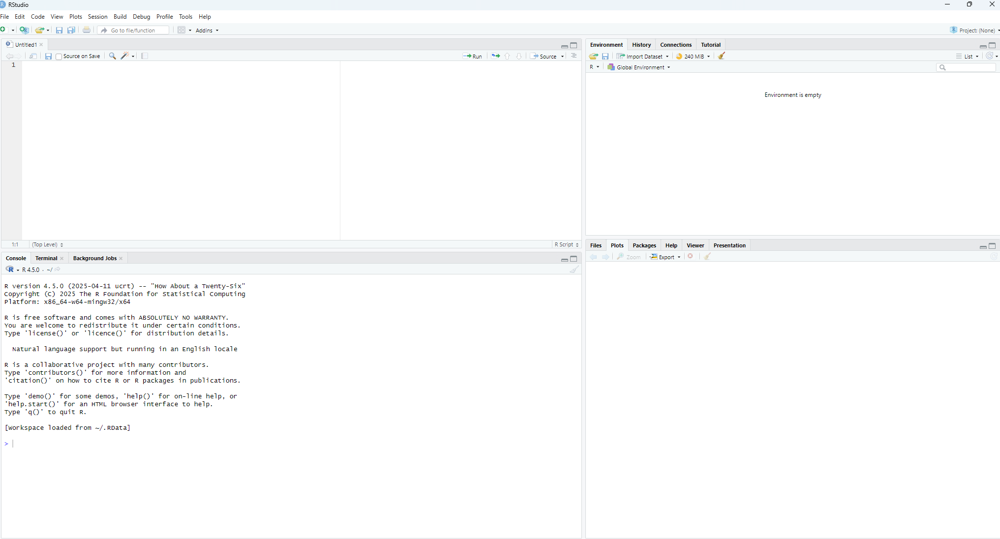 RStudio
File Edit Code View Plots Session Build Debug Profile Tools Help
Go to file/function Addins Project: (None)
Untitled1
Source on Save Run Source
1
1:1 (Top Level) R Script
Console Terminal Background Jobs
R 4.5.0 · ~/
R version 4.5.0 (2025-04-11 ucrt) -- "How About a Twenty-Six"
Copyright (C) 2025 The R Foundation for Statistical Computing
Platform: x86_64-w64-mingw32/x64
R is free software and comes with ABSOLUTELY NO WARRANTY.
You are welcome to redistribute it under certain conditions.
Type 'license()' or 'licence()' for distribution details.
Natural language support but running in an English locale
R is a collaborative project with many contributors.
Type 'contributors()' for more information and
'citation()' on how to cite R or R packages in publications.
Type 'demo()' for some demos, 'help()' for on-line help, or
'help.start()' for an HTML browser interface to help.
Type 'q()' to quit R.
[Workspace loaded from ~/.RData]
>
Environment History Connections Tutorial
Import Dataset 240 MiB List
R Global Environment
Environment is empty
Files Plots Packages Help Viewer Presentation
Zoom Export